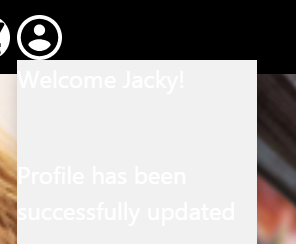 Welcome Jacky!
Profile has been
successfully updated